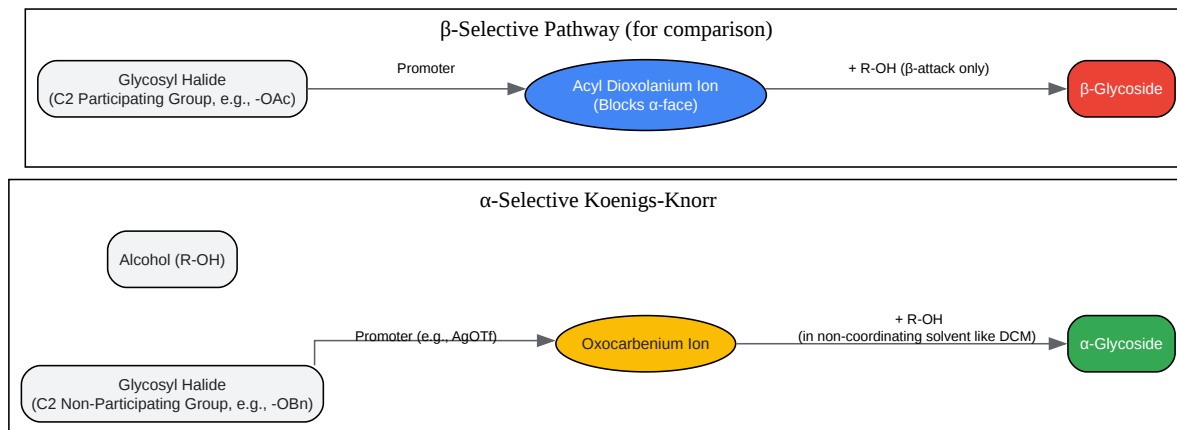 β-Selective Pathway (for comparison)
Glycosyl Halide
(C2 Participating Group, e.g., -OAc)
Promoter
Acyl Dioxolanium Ion
(Blocks α-face)
+ R-OH (β-attack only)
β-Glycoside
α-Selective Koenigs-Knorr
Alcohol (R-OH)
Glycosyl Halide
(C2 Non-Participating Group, e.g., -OBn)
Promoter (e.g., AgOTf)
Oxocarbenium Ion
+ R-OH
(in non-coordinating solvent like DCM)
α-Glycoside